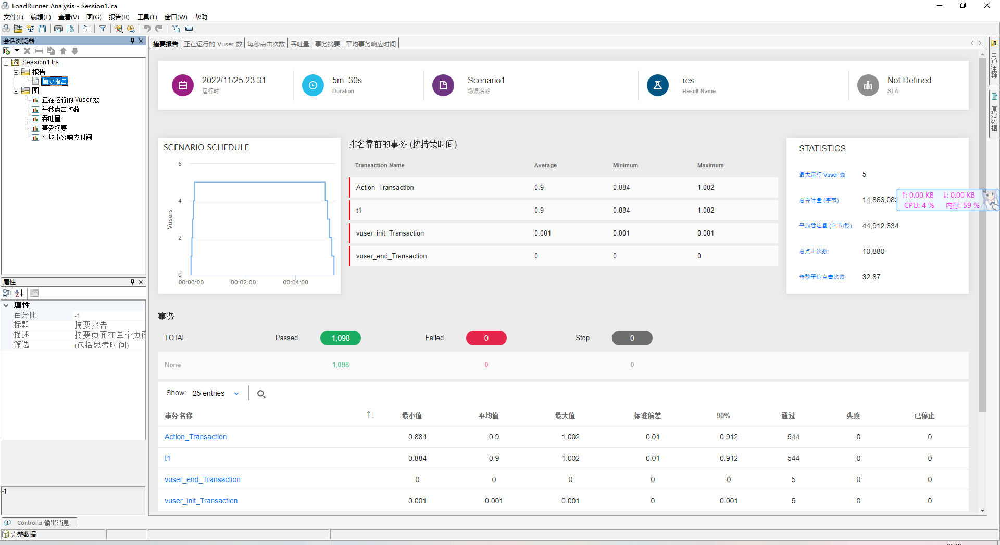 LoadRunner Analysis - Session1.lra
文件(F) 编辑(E) 查看(V) 图(G) 报告(R) 工具(T) 窗口(W) 帮助
会话浏览器
Session1.lra
报告
摘要报告
图
正在运行的 Vuser 数
每秒点击次数
吞吐量
事务摘要
平均事务响应时间
属性
属性
百分比 -1
标题 摘要报告
描述 摘要页面在单个页面
筛选 (包括思考时间)
-1
Controller 输出消息
完整数据
摘要报告 正在运行的 Vuser 数 每秒点击次数 吞吐量 事务摘要 平均事务响应时间
2022/11/25 23:31
运行时
5m: 30s
Duration
Scenario1
场景名称
res
Result Name
Not Defined
SLA
SCENARIO SCHEDULE
6
4
2
0
Vusers
00:00:00 00:02:00 00:04:00
排名靠前的事务 (按持续时间)
Transaction Name Average Minimum Maximum
Action_Transaction 0.9 0.884 1.002
t1 0.9 0.884 1.002
vuser_init_Transaction 0.001 0.001 0.001
vuser_end_Transaction 0 0 0
STATISTICS
最大运行 Vuser 数 5
总吞吐量 (字节) 14,866,082
平均吞吐量 (字节/秒) 44,912.634
总点击次数: 10,880
每秒平均点击次数 32.87
↑: 0.00 KB ↓: 0.00 KB
CPU: 4 % 内存: 59 %
用户注释
原始数据
事务
TOTAL Passed 1,098 Failed 0 Stop 0
None 1,098 0 0
Show: 25 entries
事务名称 ↑↓ 最小值 平均值 最大值 标准偏差 90% 通过 失败 已停止
Action_Transaction 0.884 0.9 1.002 0.01 0.912 544 0 0
t1 0.884 0.9 1.002 0.01 0.912 544 0 0
vuser_end_Transaction 0 0 0 0 0 5 0 0
vuser_init_Transaction 0.001 0.001 0.001 0 0.001 5 0 0